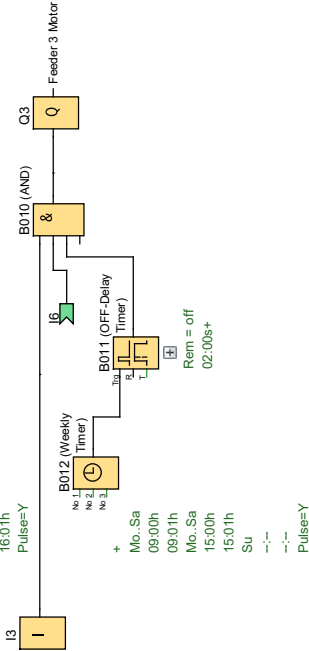 16:01h
Pulse=Y
I3
I
B012 (Weekly
Timer)
No 1
No 2
No 3
+
Mo..Sa
09:00h
09:01h
Mo..Sa
15:00h
15:01h
Su
--:--
--:--
Pulse=Y
B011 (OFF-Delay
Timer)
Trg
R
T
+
Rem = off
02:00s+
I6
B010 (AND)
&
Q3
Q
Feeder 3 Motor